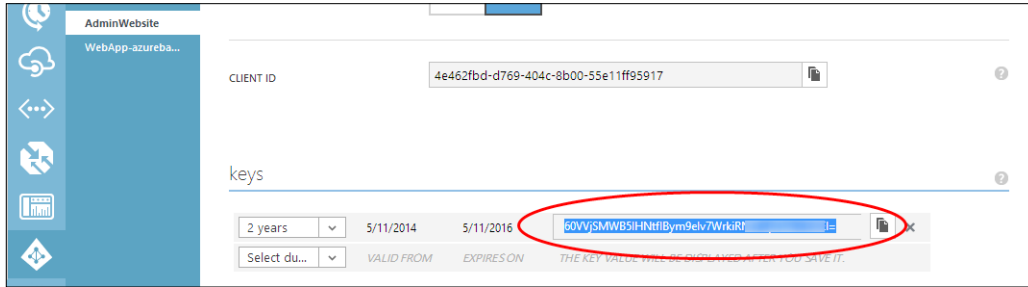 AdminWebsite
WebApp-azureba...
CLIENT ID
4e462fbd-d769-404c-8b00-55e11ff95917
keys
2 years 5/11/2014 5/11/2016
Select du... VALID FROM EXPIRES ON THE KEY VALUE WILL BE DISPLAYED AFTER YOU SAVE IT.